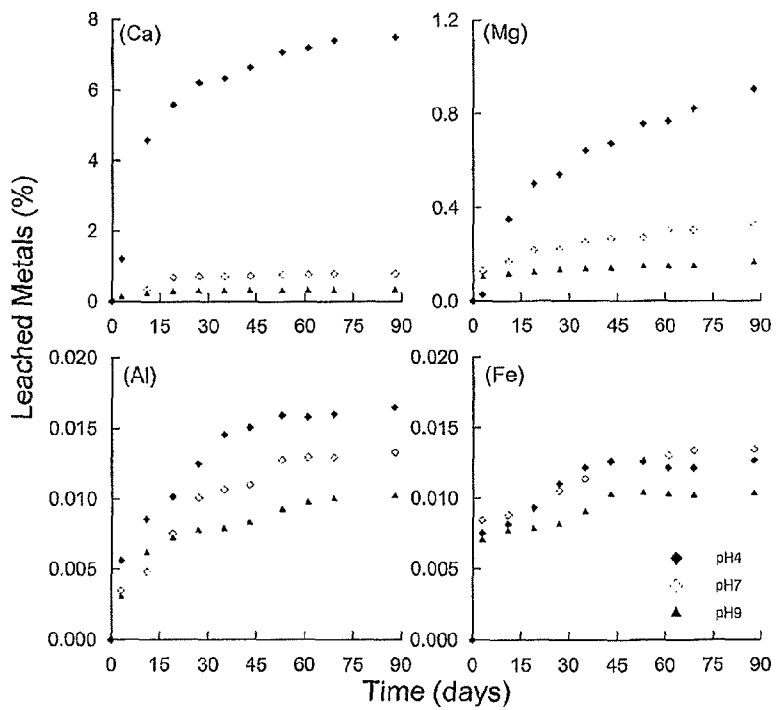 (Ca)
8
6
4
2
0
0 15 30 45 60 75 90
(Mg)
1.2
0.8
0.4
0.0
0 15 30 45 60 75 90
Leached Metals (%)
(Al)
0.020
0.015
0.010
0.005
0.000
0 15 30 45 60 75 90
(Fe)
0.020
0.015
0.010
0.005
0.000
pH4
pH7
pH9
0 15 30 45 60 75 90
Time (days)